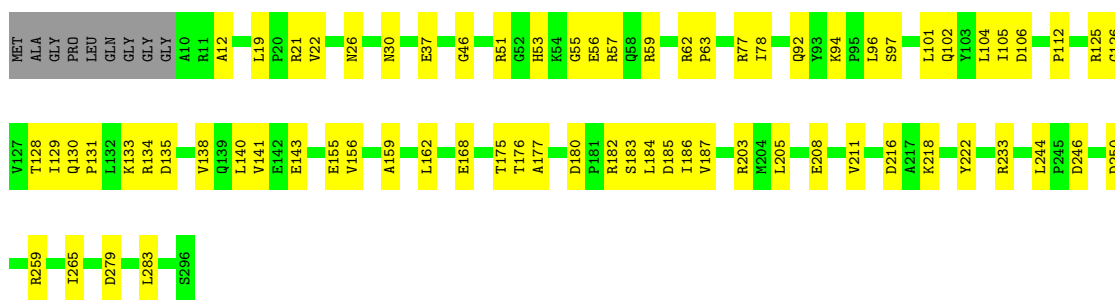 MET ALA GLY PRO LEU GLN GLY GLY GLY A10 R11 A12 L19 P20 R21 V22 N26 N30 E37 G46 R51 G52 H53 K54 G55 E56 R57 Q58 R59 R62 P63 R77 I78 Q92 Y93 K94 P95 L96 S97 L101 Q102 Y103 L104 I105 D106 P112 R125 G126
V127 T128 I129 Q130 P131 L132 K133 R134 D135 V138 Q139 L140 V141 E142 E143 E155 V156 A159 L162 E168 T175 T176 A177 D180 P181 R182 S183 L184 D185 I186 V187 R203 M204 L205 E208 V211 D216 A217 K218 Y222 R233 L244 P245 D246
R259 I265 D279 L283 S296